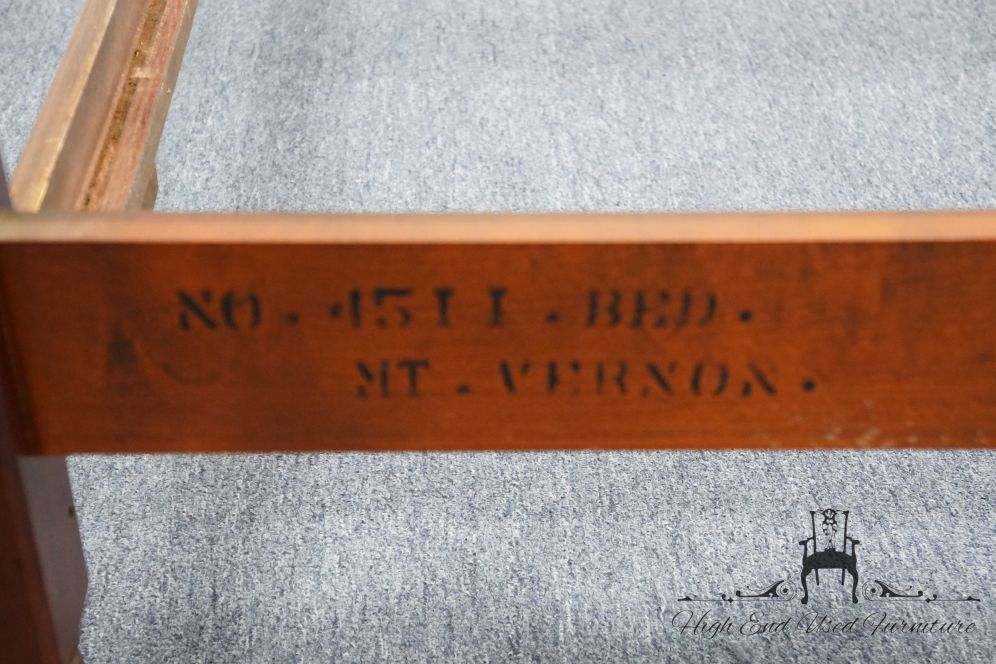 NO. 4511. BED.
MT. VERNON.
High End Used Furniture